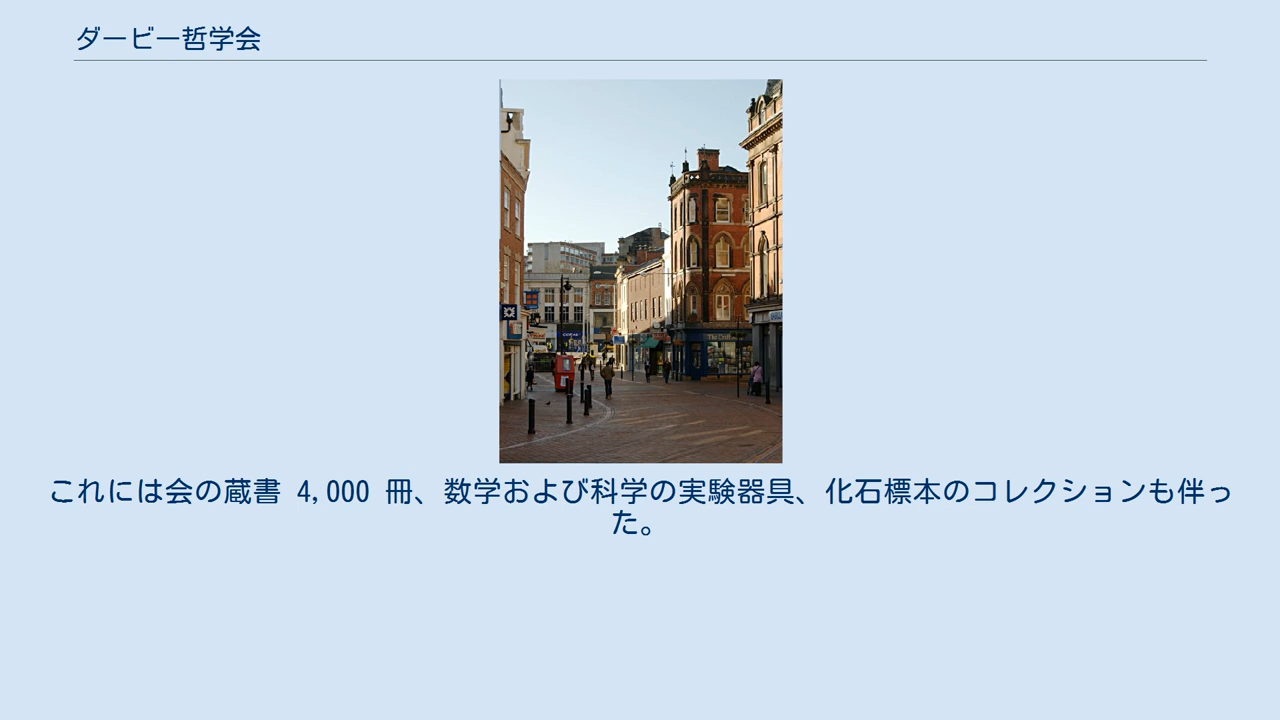 ダービー哲学会
これには会の蔵書 4,000 冊、数学および科学の実験器具、化石標本のコレクションも伴っ
た。